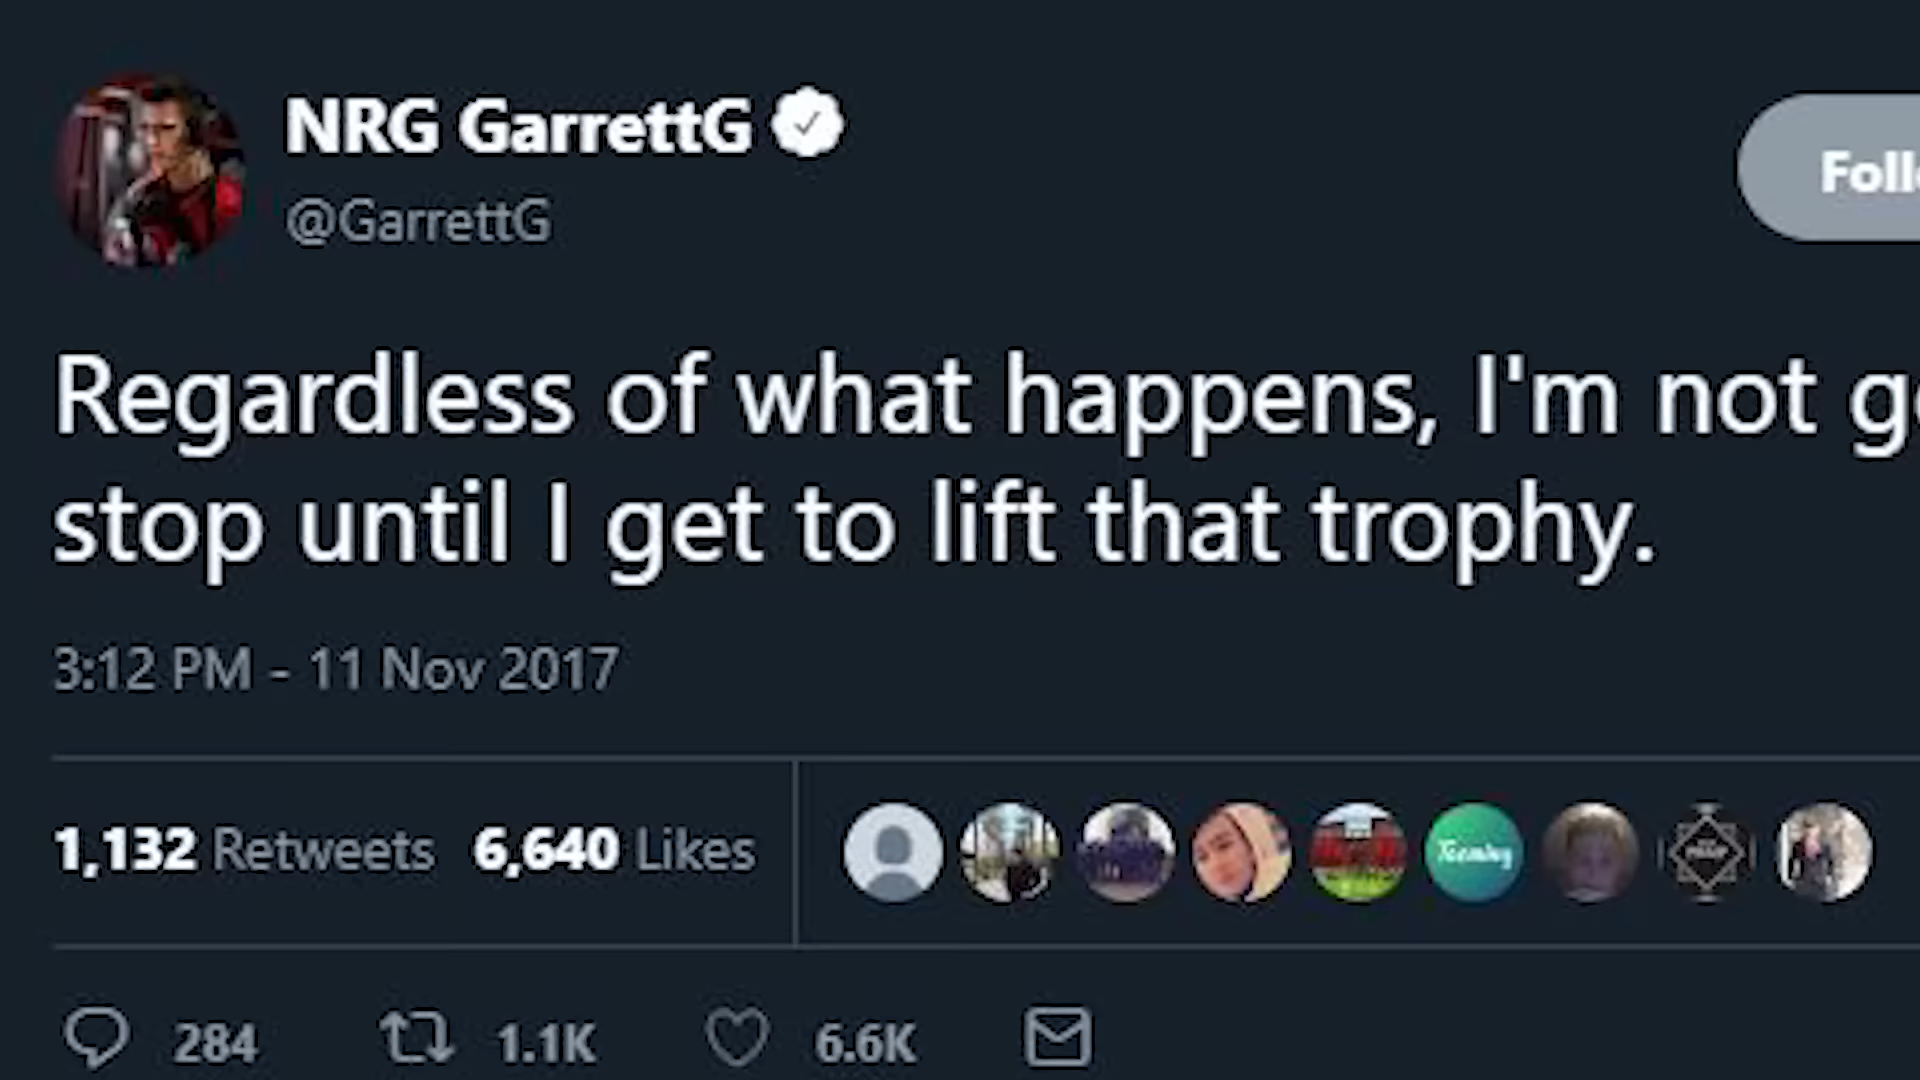 NRG GarrettG
@GarrettG
Regardless of what happens, I'm not
stop until I get to lift that trophy.
3:12 PM - 11 Nov 2017
1,132 Retweets 6,640 Likes
Teeming
284 1.1K 6.6K